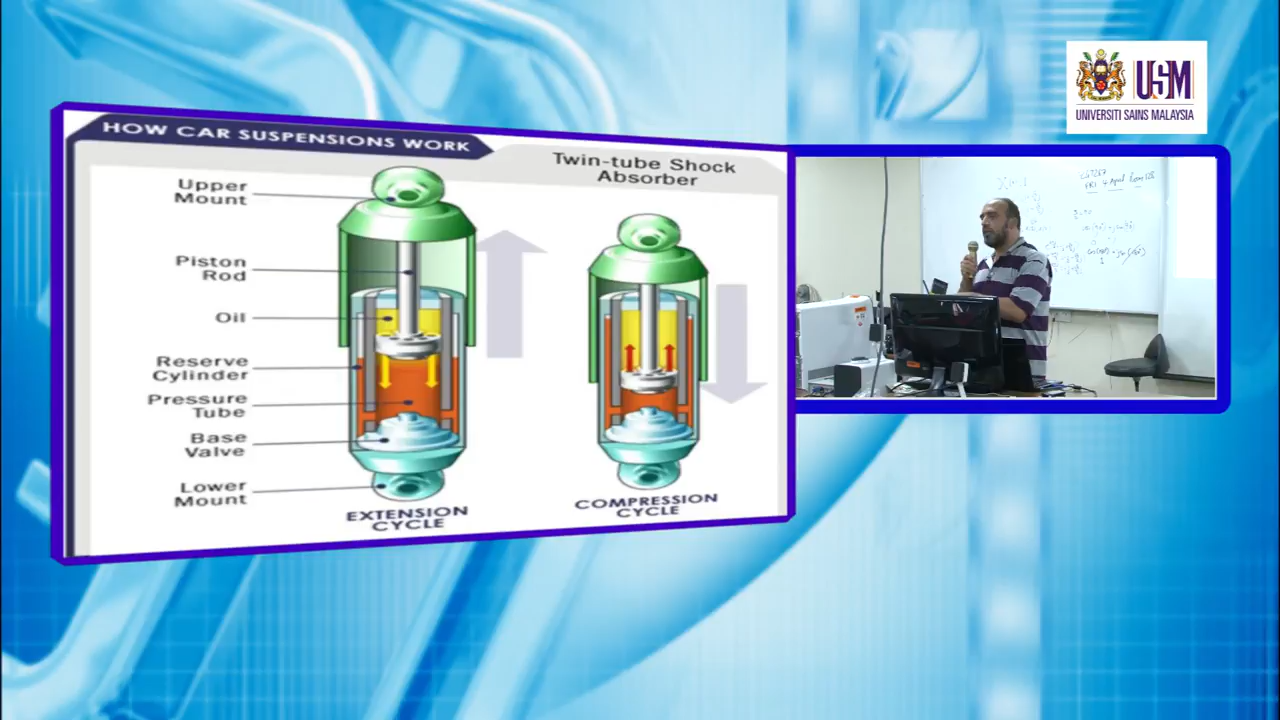 HOW CAR SUSPENSIONS WORK
Twin-tube Shock
Absorber
Upper
Mount
Piston
Rod
Oil
Reserve
Cylinder
Pressure
Tube
Base
Valve
Lower
Mount
EXTENSION
CYCLE
COMPRESSION
CYCLE
USM
UNIVERSITI SAINS MALAYSIA